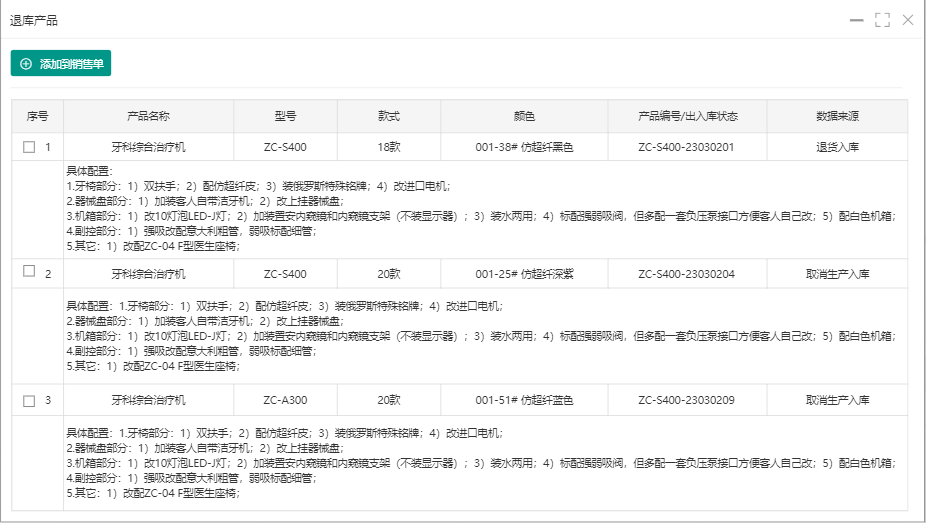 退库产品
添加到销售单
序号 产品名称 型号 款式 颜色 产品编号/出入库状态 数据来源
1 牙科综合治疗机 ZC-S400 18款 001-38# 仿超纤黑色 ZC-S400-23030201 退货入库
具体配置:
1.牙椅部分：1）双扶手；2）配仿超纤皮；3）装俄罗斯特殊铭牌；4）改进口电机；
2.器械盘部分：1）加装客人自带洁牙机；2）改上挂器械盘；
3.机箱部分：1）改10灯泡LED-J灯；2）加装置安内窥镜和内窥镜支架（不装显示器）；3）装水两用；4）标配强弱吸阀，但多配一套负压泵接口方便客人自己改；5）配白色机箱；
4.副控部分：1）强吸改配意大利粗管，弱吸标配细管；
5.其它：1）改配ZC-04 F型医生座椅；
2 牙科综合治疗机 ZC-S400 20款 001-25# 仿超纤深紫 ZC-S400-23030204 取消生产入库
具体配置：1.牙椅部分：1）双扶手；2）配仿超纤皮；3）装俄罗斯特殊铭牌；4）改进口电机；
2.器械盘部分：1）加装客人自带洁牙机；2）改上挂器械盘；
3.机箱部分：1）改10灯泡LED-J灯；2）加装置安内窥镜和内窥镜支架（不装显示器）；3）装水两用；4）标配强弱吸阀，但多配一套负压泵接口方便客人自己改；5）配白色机箱；
4.副控部分：1）强吸改配意大利粗管，弱吸标配细管；
5.其它：1）改配ZC-04 F型医生座椅；
3 牙科综合治疗机 ZC-A300 20款 001-51# 仿超纤蓝色 ZC-S400-23030209 取消生产入库
具体配置：1.牙椅部分：1）双扶手；2）配仿超纤皮；3）装俄罗斯特殊铭牌；4）改进口电机；
2.器械盘部分：1）加装客人自带洁牙机；2）改上挂器械盘；
3.机箱部分：1）改10灯泡LED-J灯；2）加装置安内窥镜和内窥镜支架（不装显示器）；3）装水两用；4）标配强弱吸阀，但多配一套负压泵接口方便客人自己改；5）配白色机箱；
4.副控部分：1）强吸改配意大利粗管，弱吸标配细管；
5.其它：1）改配ZC-04 F型医生座椅；